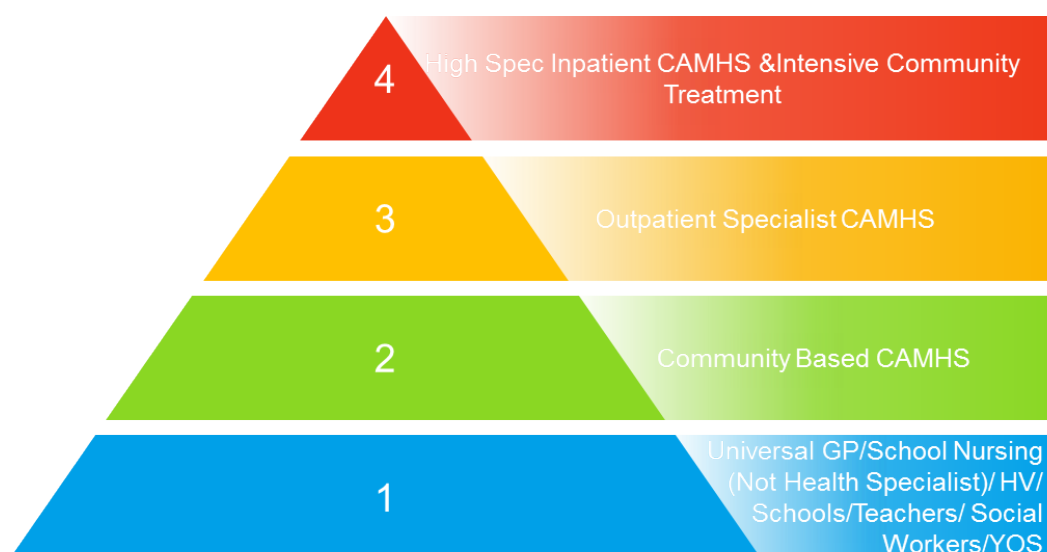 4
High Spec Inpatient CAMHS &Intensive Community
Treatment
3
Outpatient Specialist CAMHS
2
Community Based CAMHS
1
Universal GP/School Nursing
(Not Health Specialist)/ HV/
Schools/Teachers/ Social
Workers/YOS